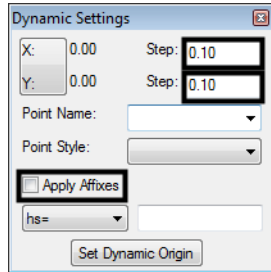 Dynamic Settings
X: 0.00 Step: 0.10
Y: 0.00 Step: 0.10
Point Name:
Point Style:
Apply Affixes
hs=
Set Dynamic Origin